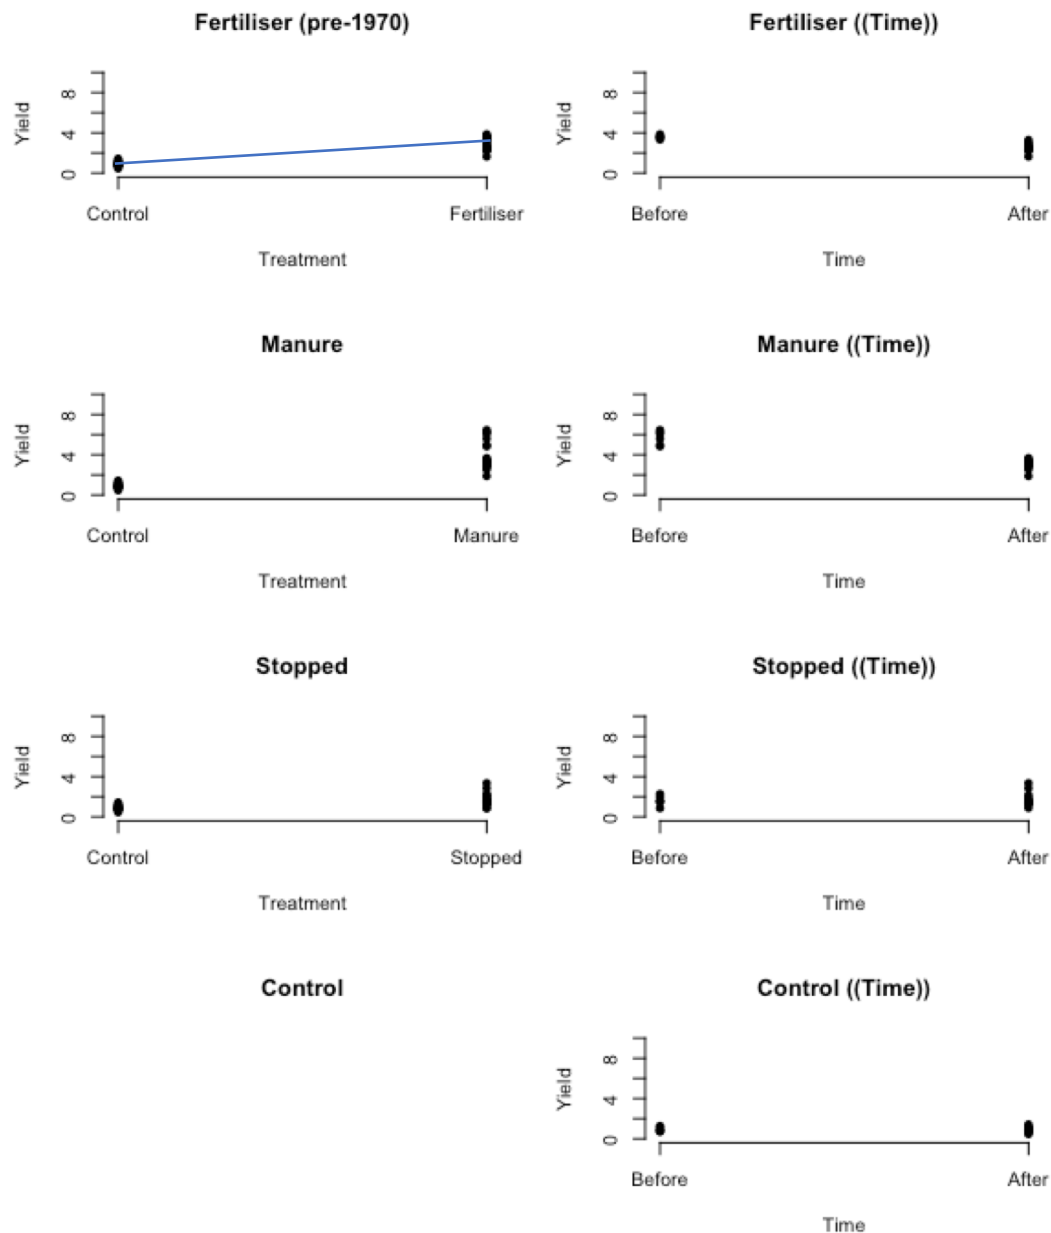 Fertiliser (pre-1970)
Yield
0 4 8
Control Fertiliser
Treatment
Fertiliser ((Time))
Yield
0 4 8
Before After
Time
Manure
Yield
0 4 8
Control Manure
Treatment
Manure ((Time))
Yield
0 4 8
Before After
Time
Stopped
Yield
0 4 8
Control Stopped
Treatment
Stopped ((Time))
Yield
0 4 8
Before After
Time
Control
Control ((Time))
Yield
0 4 8
Before After
Time